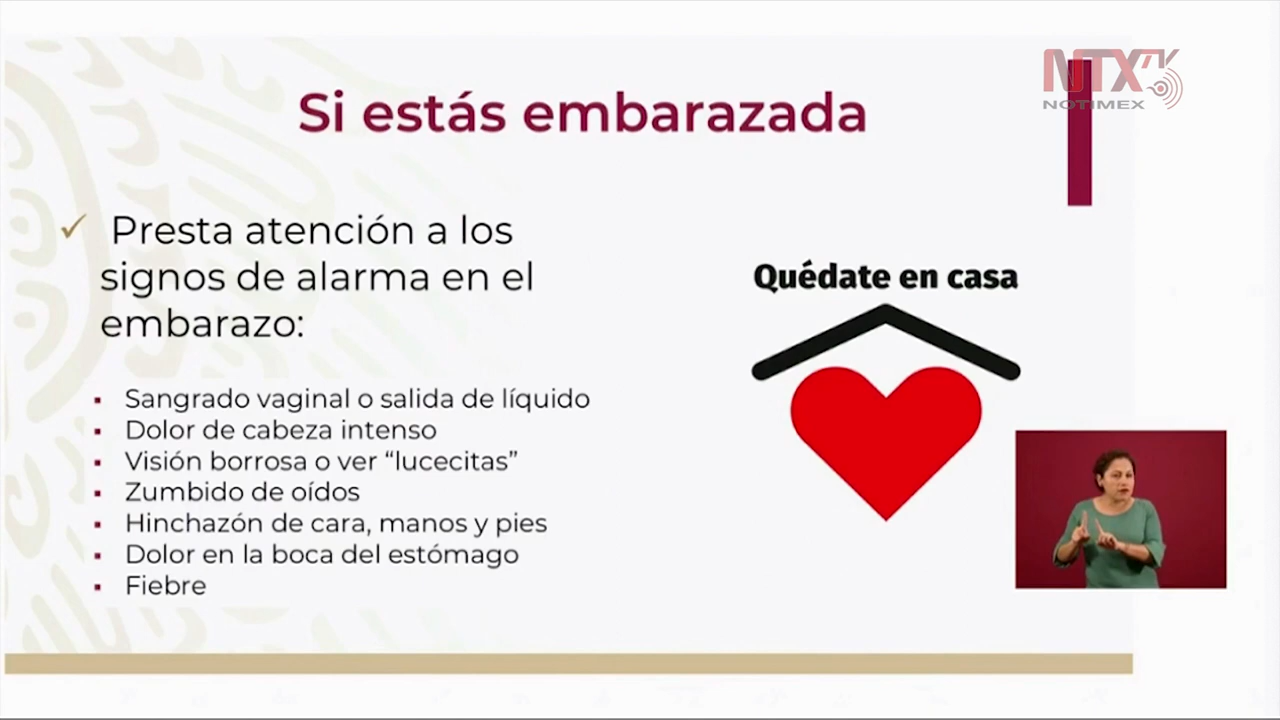 NTX
NOTIMEX
Si estás embarazada
✓ Presta atención a los
signos de alarma en el
embarazo:
▪ Sangrado vaginal o salida de líquido
▪ Dolor de cabeza intenso
▪ Visión borrosa o ver “lucecitas”
▪ Zumbido de oídos
▪ Hinchazón de cara, manos y pies
▪ Dolor en la boca del estómago
▪ Fiebre
Quédate en casa